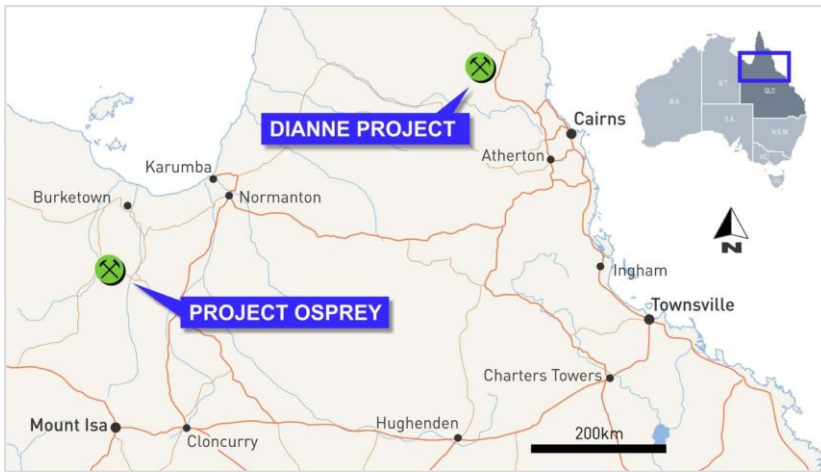 DIANNE PROJECT
Cairns
Atherton
Karumba
Burketown
Normanton
Ingham
PROJECT OSPREY
Townsville
Charters Towers
Mount Isa
Cloncurry
Hughenden
200km
N.T
QLD
W.A
S.A
N.S.W
N